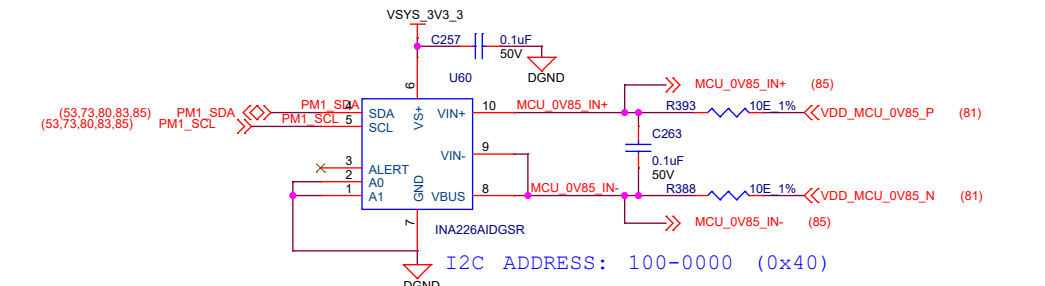 VSYS_3V3_3
C257
0.1uF
50V
DGND
U60
6
(53,73,80,83,85) PM1_SDA PM1_SDA 4 SDA
(53,73,80,83,85) PM1_SCL PM1_SCL 5 SCL
VS+
VIN+ 10 MCU_0V85_IN+
MCU_0V85_IN+ (85)
R393 10E_1% VDD_MCU_0V85_P (81)
C263
0.1uF
50V
VIN- 9
3 ALERT
2 A0
1 A1
GND
VBUS 8 MCU_0V85_IN-
R388 10E_1% VDD_MCU_0V85_N (81)
MCU_0V85_IN- (85)
7
INA226AIDGSR
I2C ADDRESS: 100-0000 (0x40)
DGND